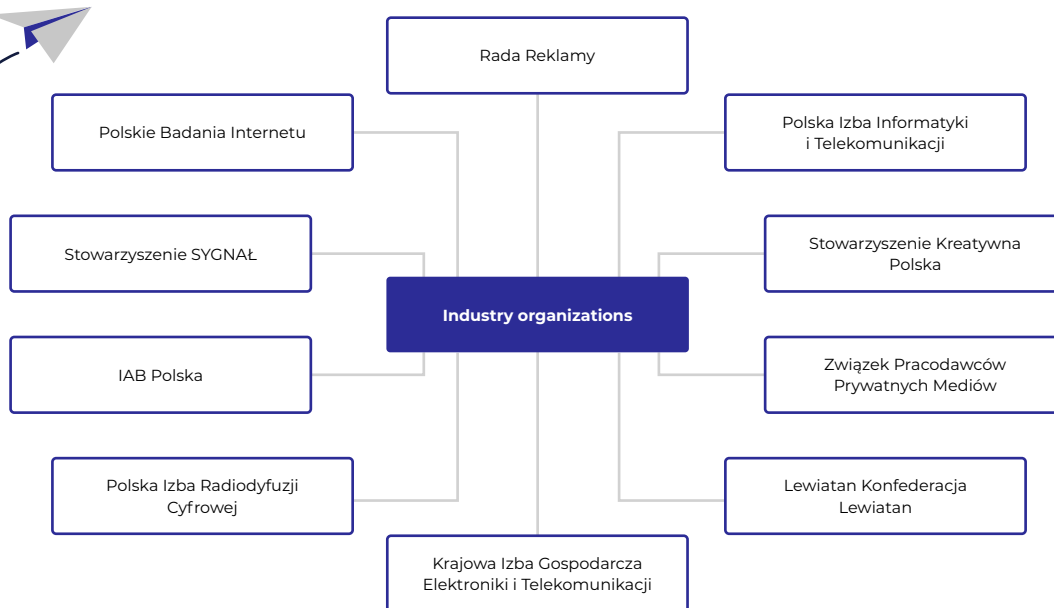 Rada Reklamy
Polskie Badania Internetu
Polska Izba Informatyki
i Telekomunikacji
Stowarzyszenie SYGNAŁ
Stowarzyszenie Kreatywna
Polska
Industry organizations
IAB Polska
Związek Pracodawców
Prywatnych Mediów
Polska Izba Radiodyfuzji
Cyfrowej
Lewiatan Konfederacja
Lewiatan
Krajowa Izba Gospodarcza
Elektroniki i Telekomunikacji